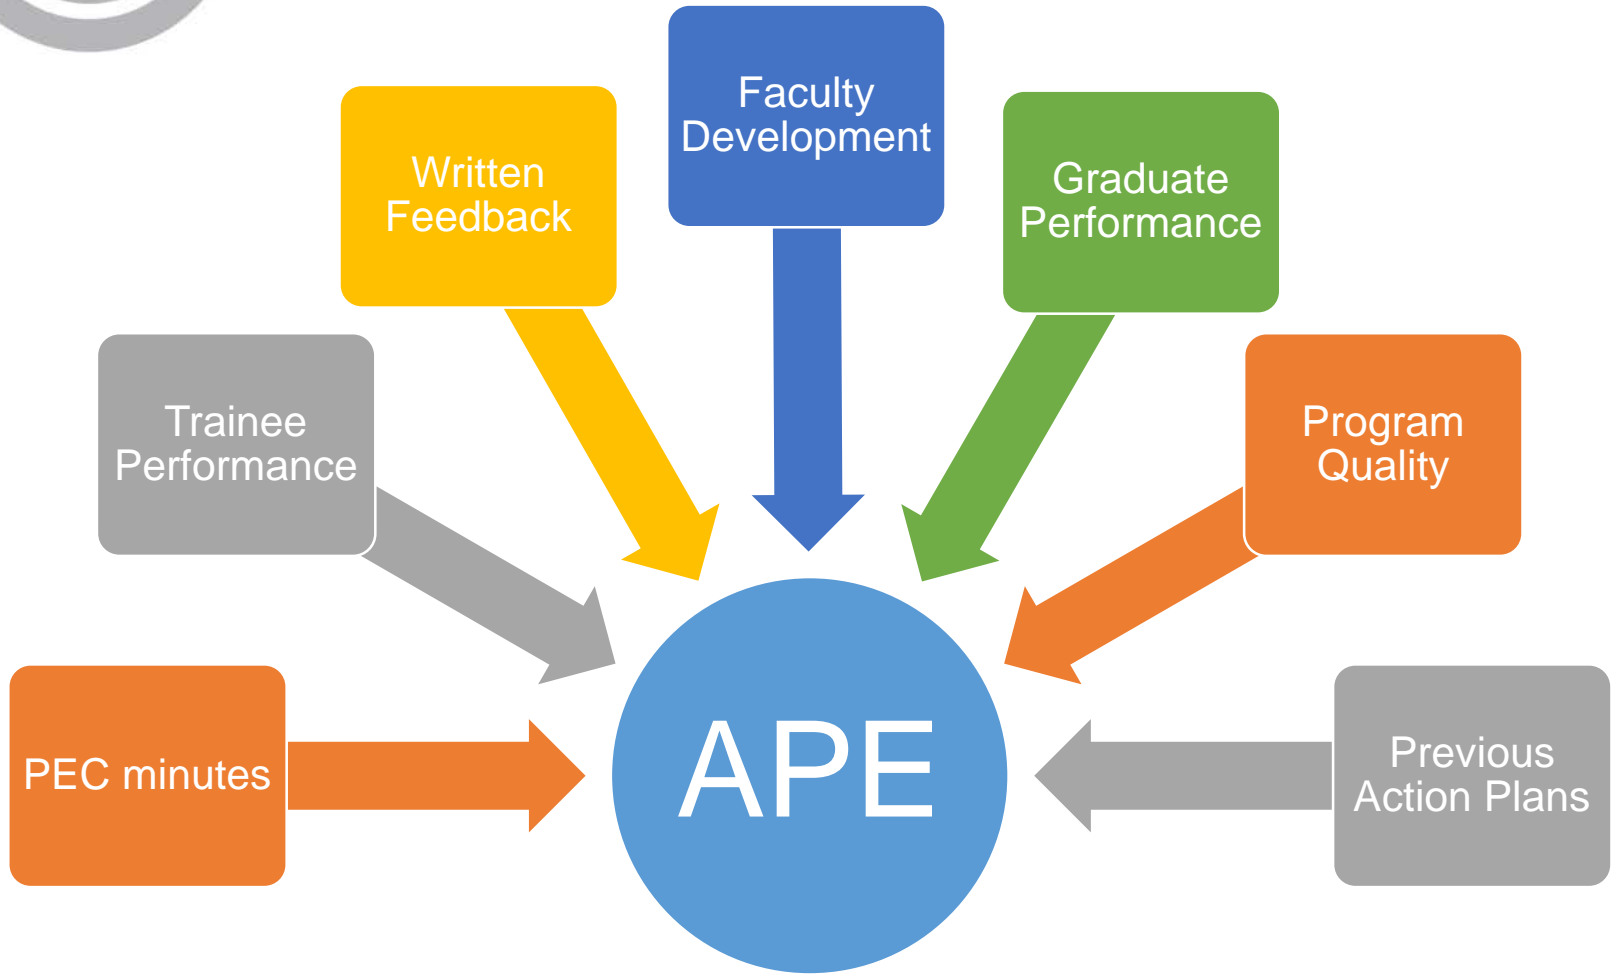 Faculty
Development
Written
Feedback
Graduate
Performance
Trainee
Performance
Program
Quality
PEC minutes
APE
Previous
Action Plans